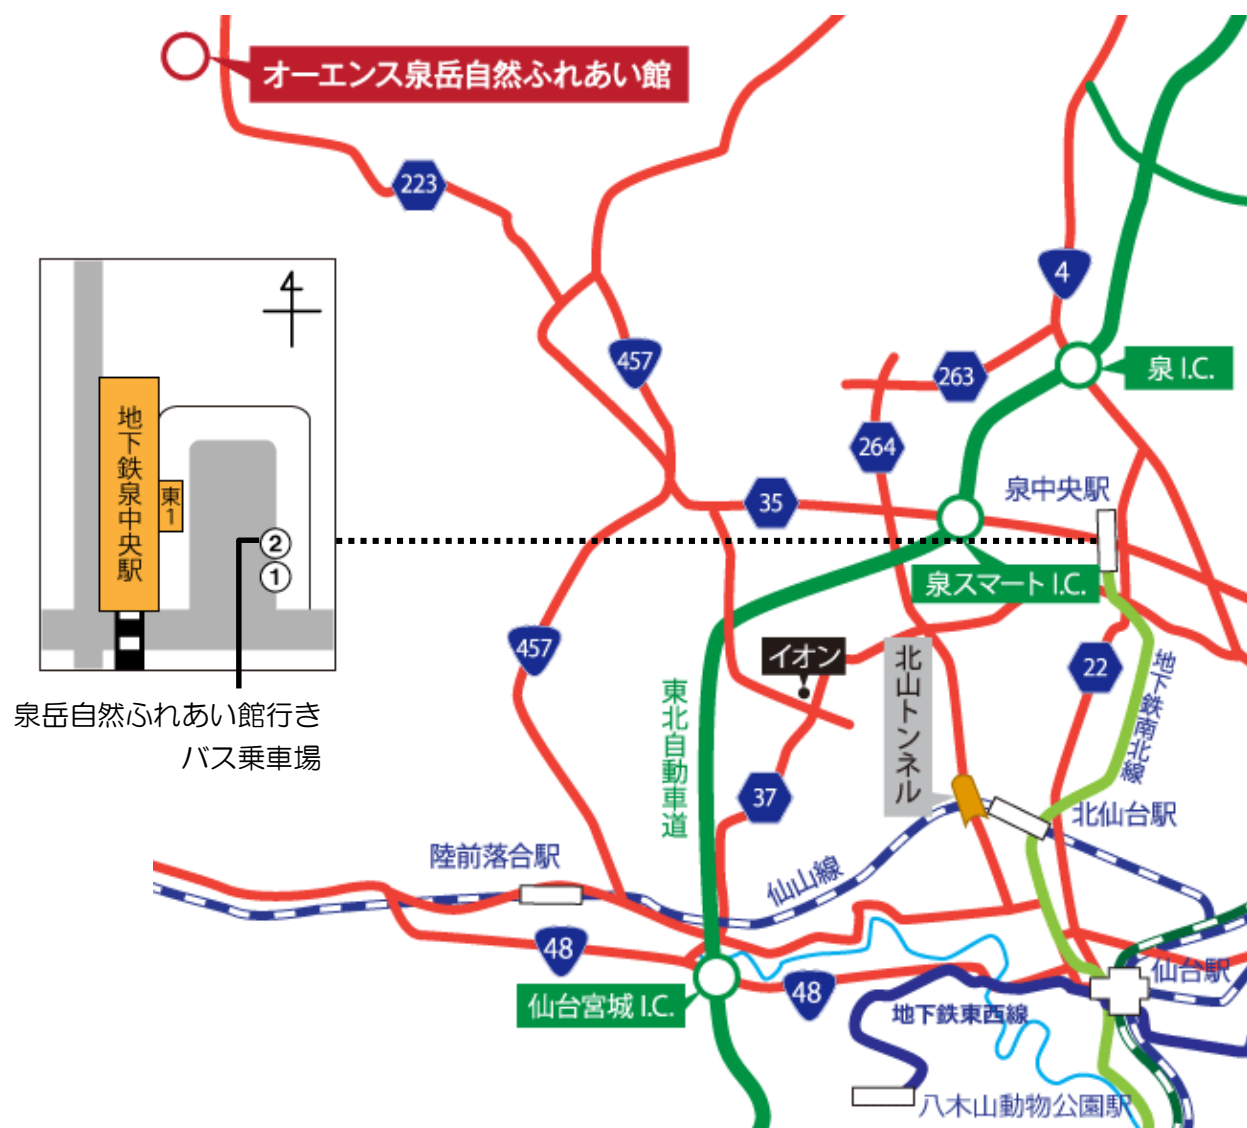 オーエンス泉岳自然ふれあい館
223
4
4
457
263
泉 I.C.
264
泉中央駅
35
地下鉄泉中央駅
東1
②
①
泉スマート I.C.
457
イオン
北山トンネル
22
地下鉄南北線
泉岳自然ふれあい館行き
バス乗車場
東北自動車道
37
北仙台駅
陸前落合駅
仙山線
48
仙台駅
仙台宮城 I.C.
48
地下鉄東西線
八木山動物公園駅